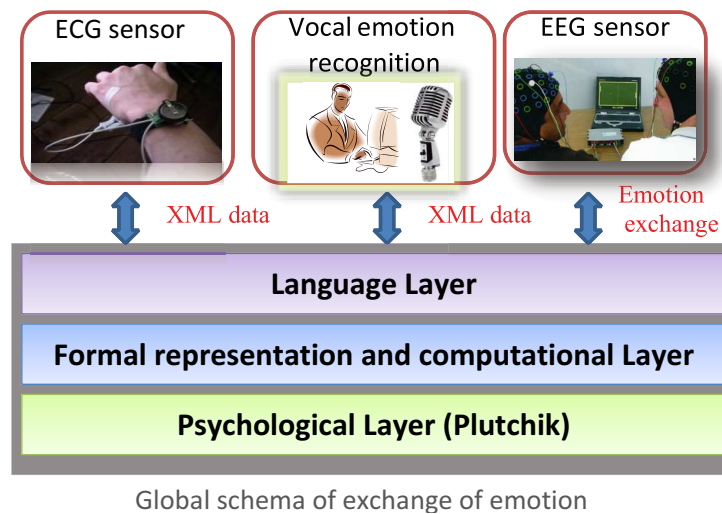 ECG sensor
Vocal emotion
recognition
EEG sensor
XML data
XML data
Emotion
exchange
Language Layer
Formal representation and computational Layer
Psychological Layer (Plutchik)
Global schema of exchange of emotion